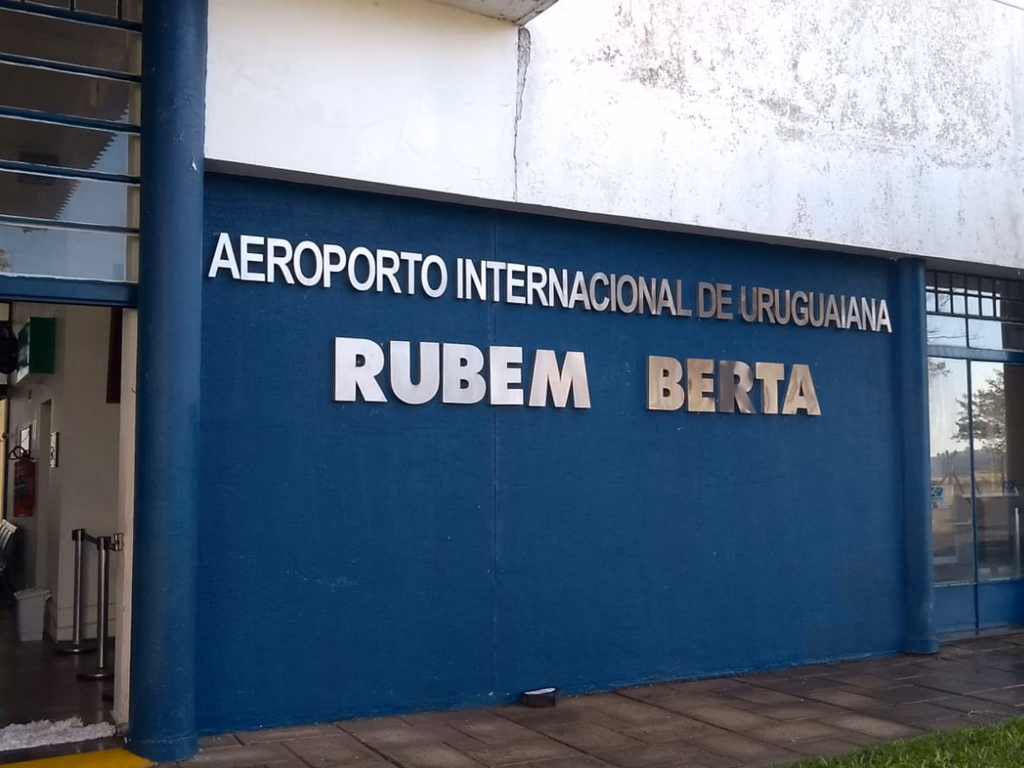 AEROPORTO INTERNACIONAL DE URUGUAIANA
RUBEM BERTA